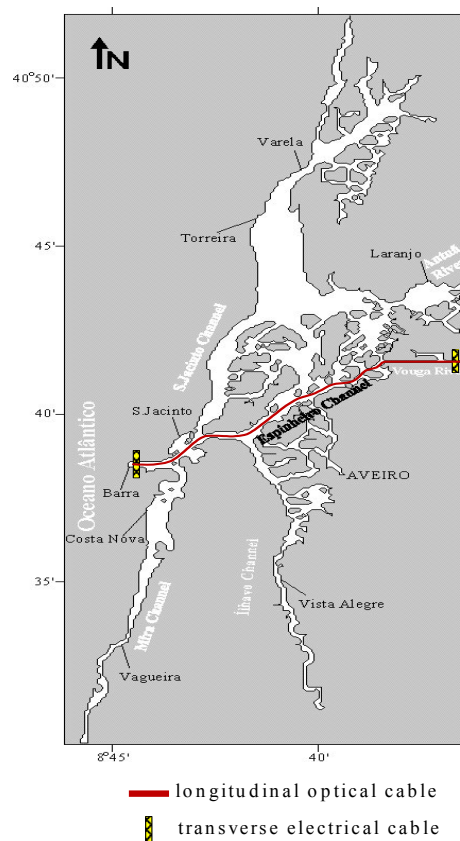 N
40°50'
Varela
45'
Torreira
Laranjo
Antuã
River
S.Jacinto Channel
Vouga Ri
40'
S.Jacinto
Espinheiro Channel
Oceano Atlântico
AVEIRO
Barra
Costa Nova
Ílhavo Channel
35'
Mira Channel
Vista Alegre
Vagueira
8°45'
40'
longitudinal optical cable
transverse electrical cable